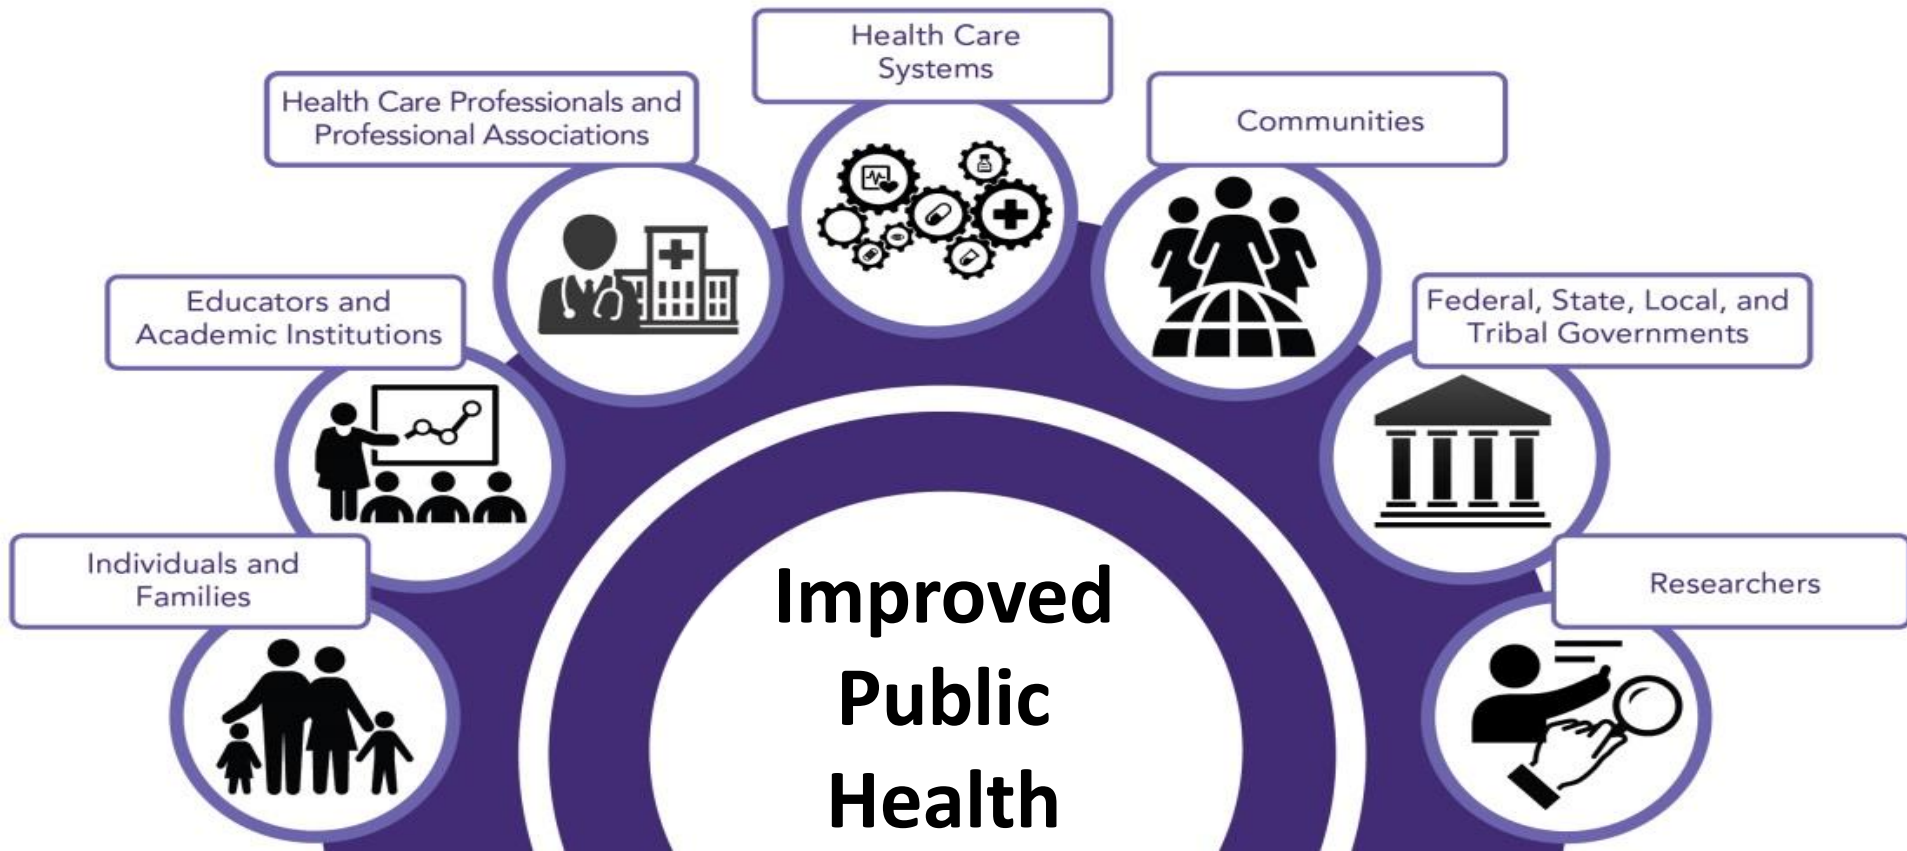 Health Care
Systems
Health Care Professionals and
Professional Associations
Communities
Educators and
Academic Institutions
Federal, State, Local, and
Tribal Governments
Individuals and
Families
Researchers
Improved
Public
Health